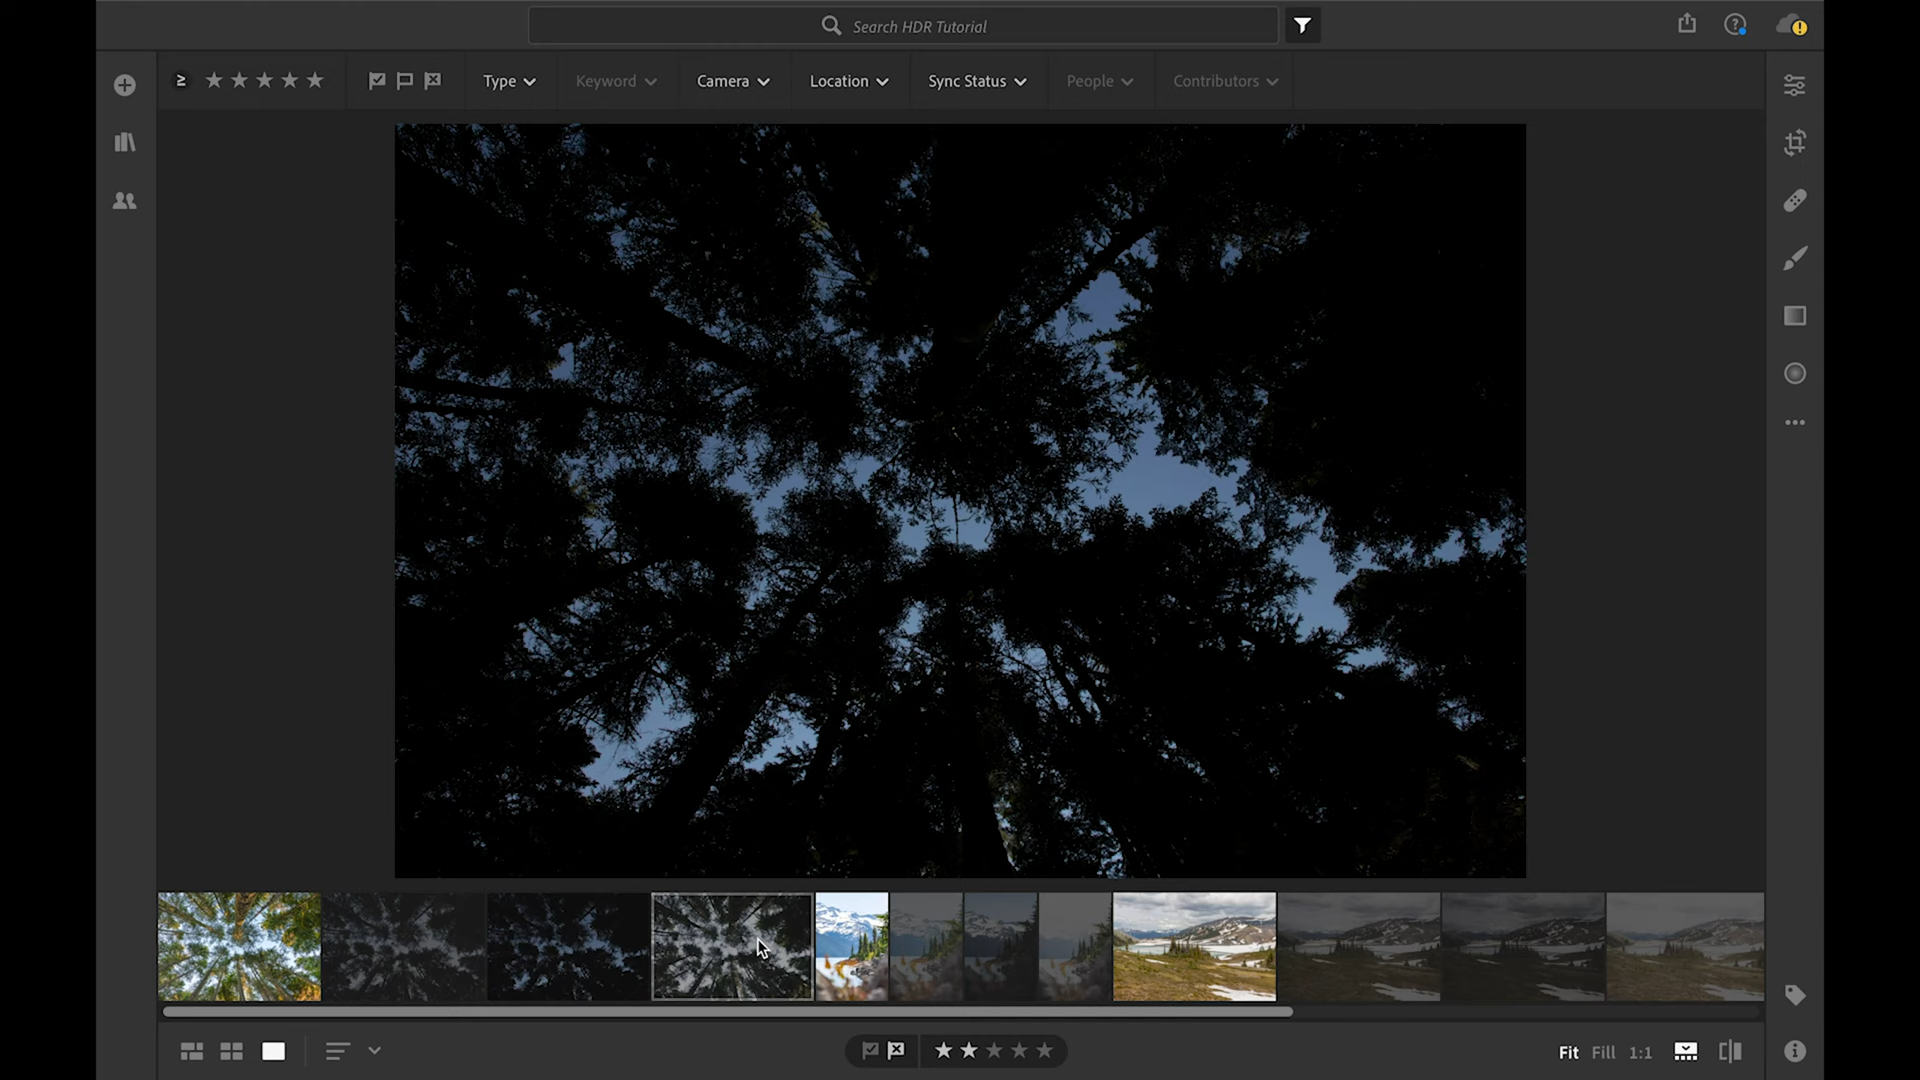 Search HDR Tutorial
≥ Type Keyword Camera Location Sync Status People Contributors
Fit Fill 1:1